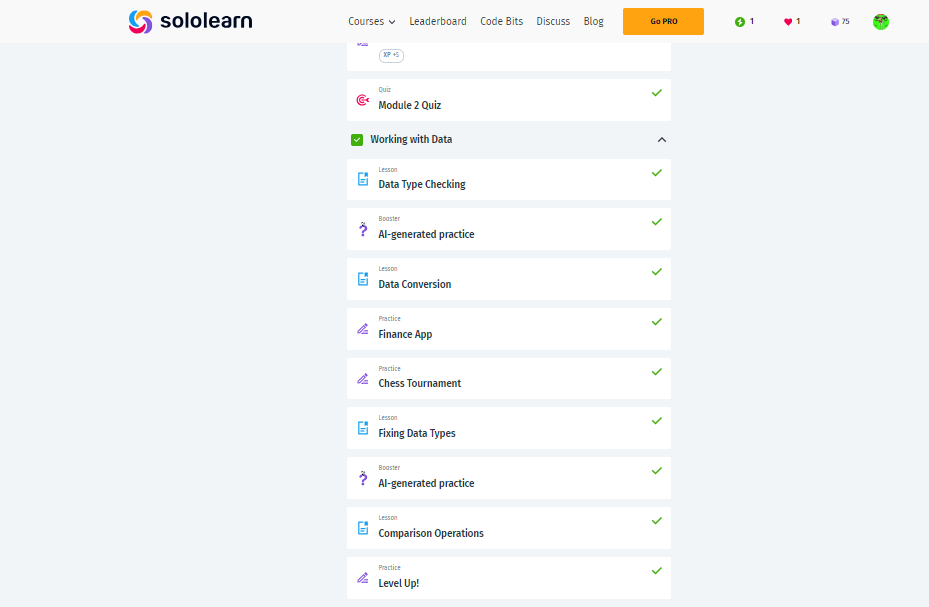 sololearn
Courses
Leaderboard
Code Bits
Discuss
Blog
Go PRO
1
1
75
XP +5
Quiz
Module 2 Quiz
Working with Data
Lesson
Data Type Checking
Booster
AI-generated practice
Lesson
Data Conversion
Practice
Finance App
Practice
Chess Tournament
Lesson
Fixing Data Types
Booster
AI-generated practice
Lesson
Comparison Operations
Practice
Level Up!